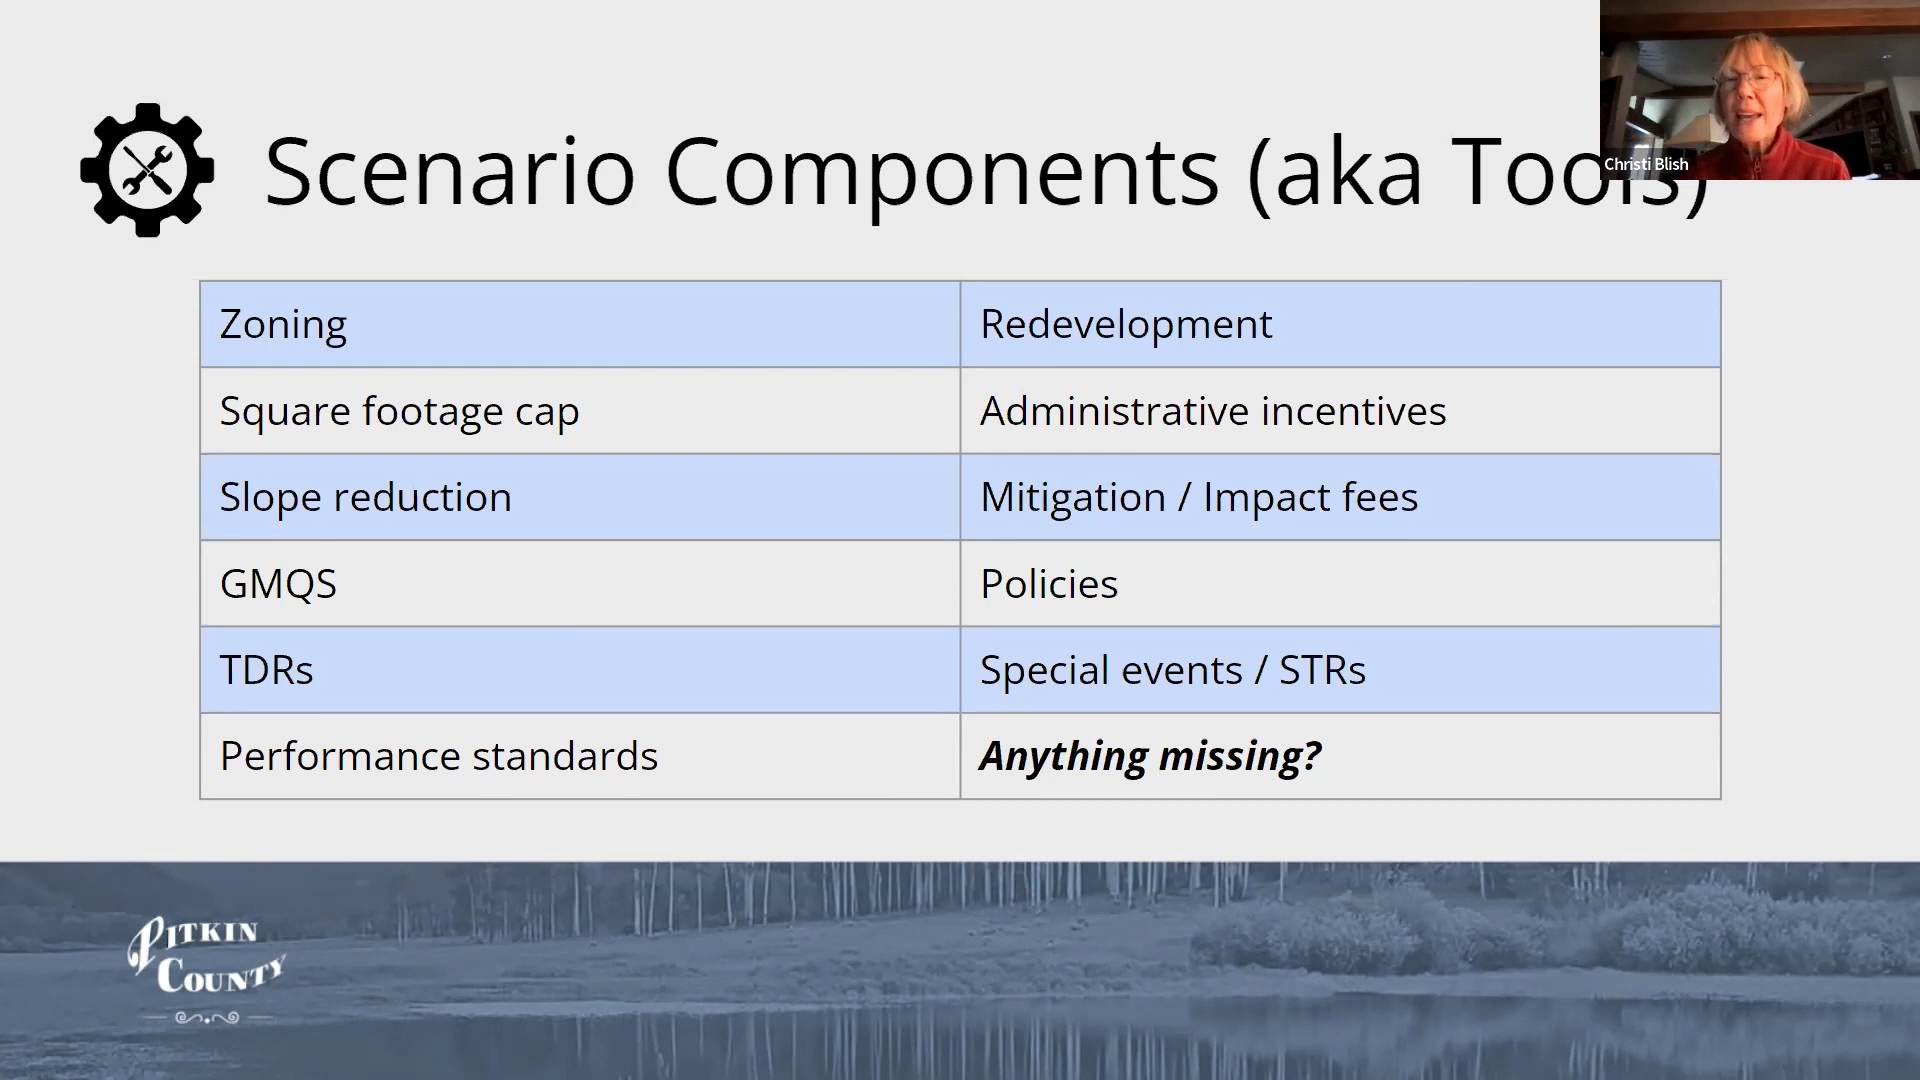 Christi Blish
Scenario Components (aka Tools)
Zoning
Redevelopment
Square footage cap
Administrative incentives
Slope reduction
Mitigation / Impact fees
GMQS
Policies
TDRs
Special events / STRs
Performance standards
Anything missing?
PITKIN
COUNTY